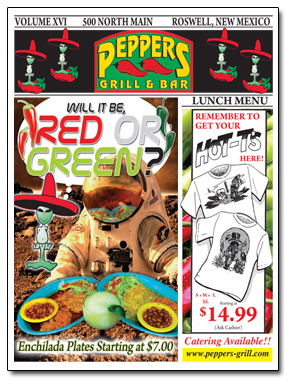 VOLUME XVI 500 NORTH MAIN ROSWELL, NEW MEXICO
PEPPERS
GRILL & BAR
LUNCH MENU
WILL IT BE,
RED OR
GREEN?
Enchilada Plates Starting at $7.00
REMEMBER TO
GET YOUR
HOT-T's
HERE!
S • M • L
XL
Starting at
$14.99
(Ask Cashier)
Catering Available!!
www.peppers-grill.com